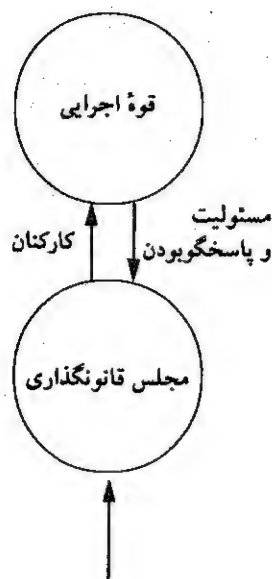 قوهٔ اجرایی
مسئولیت
و پاسخگوبودن
کارکنان
مجلس قانونگذاری